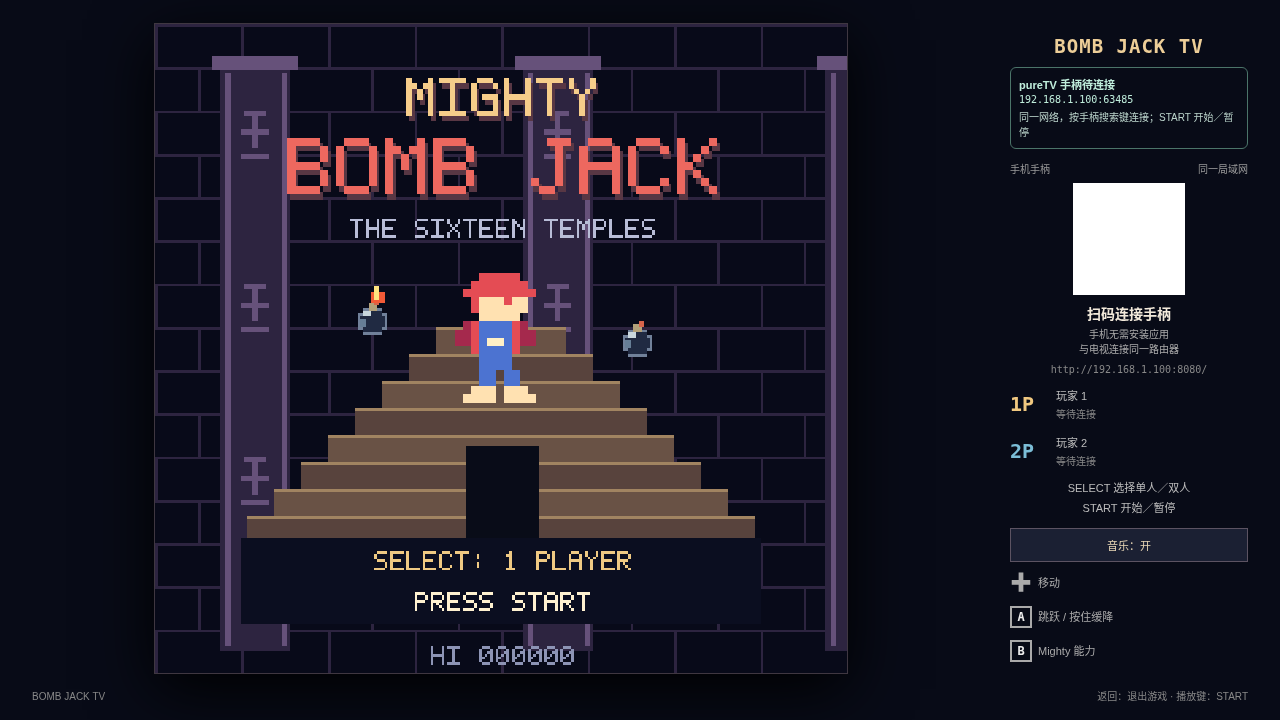 MIGHTY
BOMB JACK
THE SIXTEEN TEMPLES
SELECT: 1 PLAYER
PRESS START
HI 000000
BOMB JACK TV
pureTV 手柄待连接
192.168.1.100:63485
同一网络，按手柄搜索键连接；START 开始／暂
停
手机手柄
同一局域网
扫码连接手柄
手机无需安装应用
与电视连接同一路由器
http://192.168.1.100:8080/
1P
玩家 1
等待连接
2P
玩家 2
等待连接
SELECT 选择单人／双人
START 开始／暂停
音乐：开
移动
A 跳跃 / 按住缓降
B Mighty 能力
BOMB JACK TV
返回：退出游戏 · 播放键：START